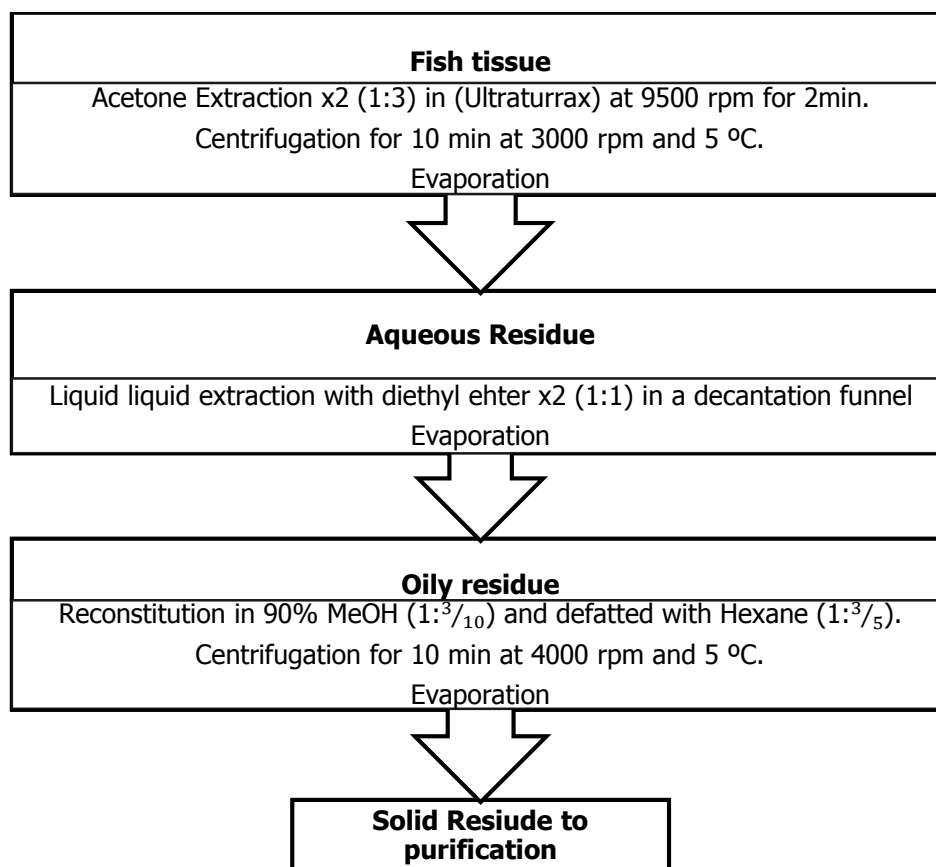 Fish tissue
Acetone Extraction x2 (1:3) in (Ultraturrax) at 9500 rpm for 2min.
Centrifugation for 10 min at 3000 rpm and 5 ºC.
Evaporation
Aqueous Residue
Liquid liquid extraction with diethyl ehter x2 (1:1) in a decantation funnel
Evaporation
Oily residue
Reconstitution in 90% MeOH (1:³/₁₀) and defatted with Hexane (1:³/₅).
Centrifugation for 10 min at 4000 rpm and 5 ºC.
Evaporation
Solid Resiude to
purification